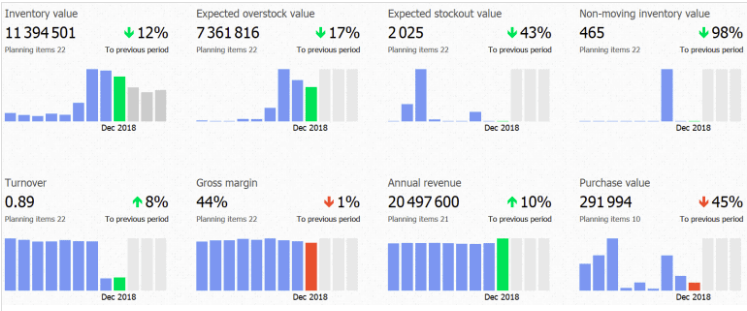 Inventory value
11 394 501 12%
Planning items 22 To previous period
Dec 2018
Expected overstock value
7 361 816 17%
Planning items 22 To previous period
Dec 2018
Expected stockout value
2 025 43%
Planning items 22 To previous period
Dec 2018
Non-moving inventory value
465 98%
Planning items 22 To previous period
Dec 2018
Turnover
0.89 8%
Planning items 22 To previous period
Dec 2018
Gross margin
44% 1%
Planning items 22 To previous period
Dec 2018
Annual revenue
20 497 600 10%
Planning items 21 To previous period
Dec 2018
Purchase value
291 994 45%
Planning items 10 To previous period
Dec 2018